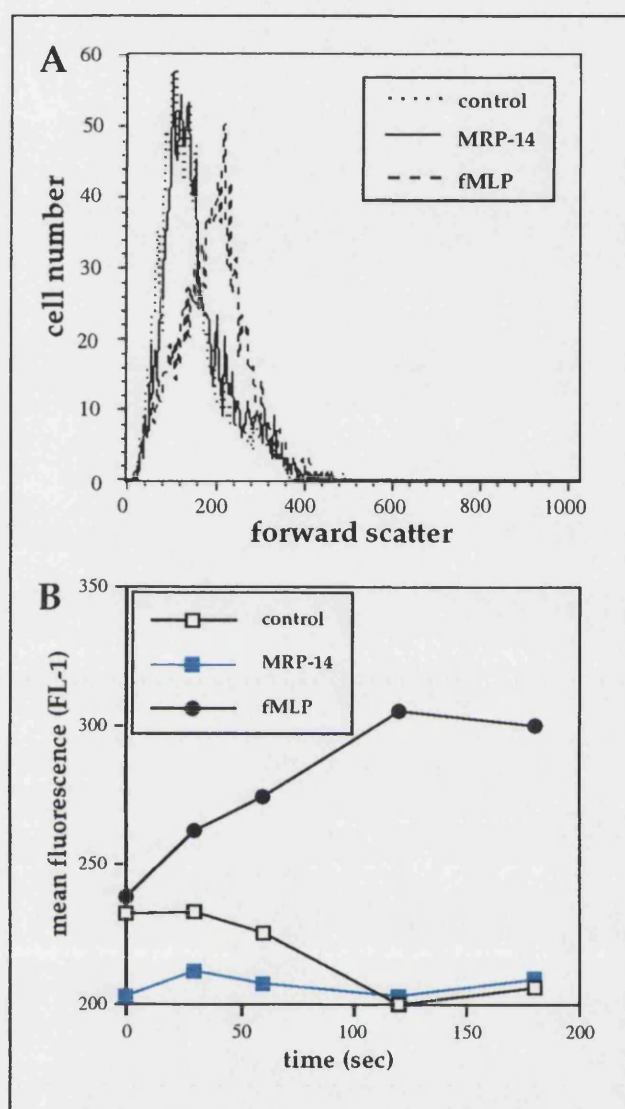 A
60
50
40
30
20
10
0
cell number
control
MRP-14
fMLP
0 200 400 600 800 1000
forward scatter
B
350
300
250
200
mean fluorescence (FL-1)
control
MRP-14
fMLP
0 50 100 150 200
time (sec)